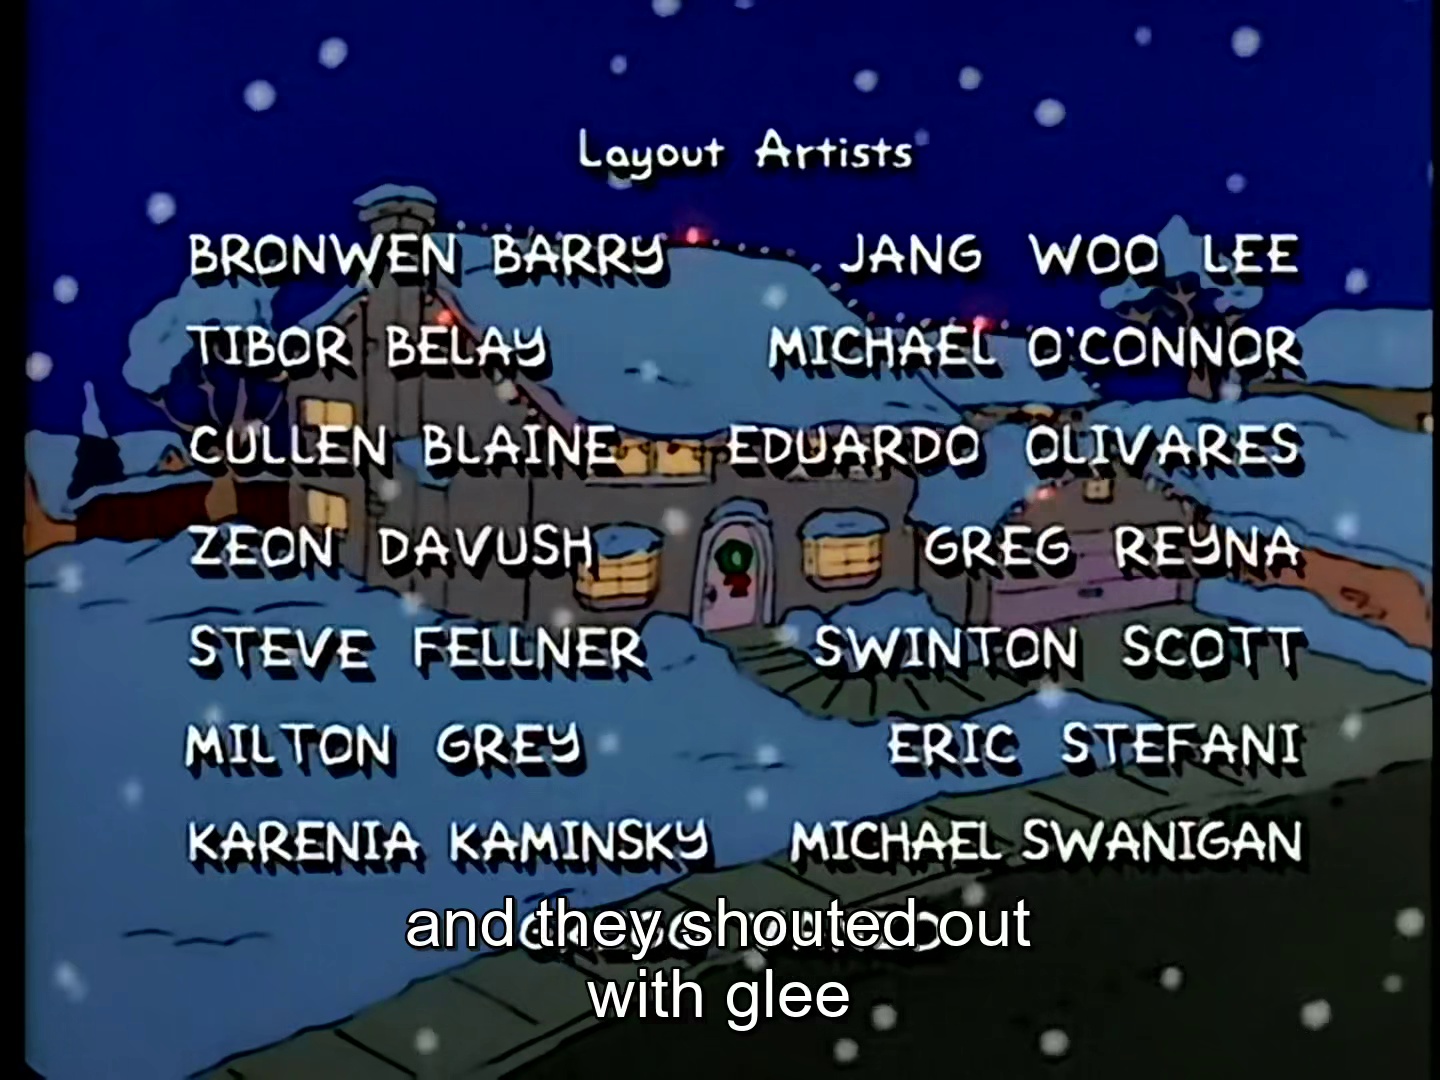 Layout Artists
BRONWEN BARRY JANG WOO LEE
TIBOR BELAY MICHAEL O'CONNOR
CULLEN BLAINE EDUARDO OLIVARES
ZEON DAVUSH GREG REYNA
STEVE FELLNER SWINTON SCOTT
MILTON GREY ERIC STEFANI
KARENIA KAMINSKY MICHAEL SWANIGAN
and they shouted out
with glee